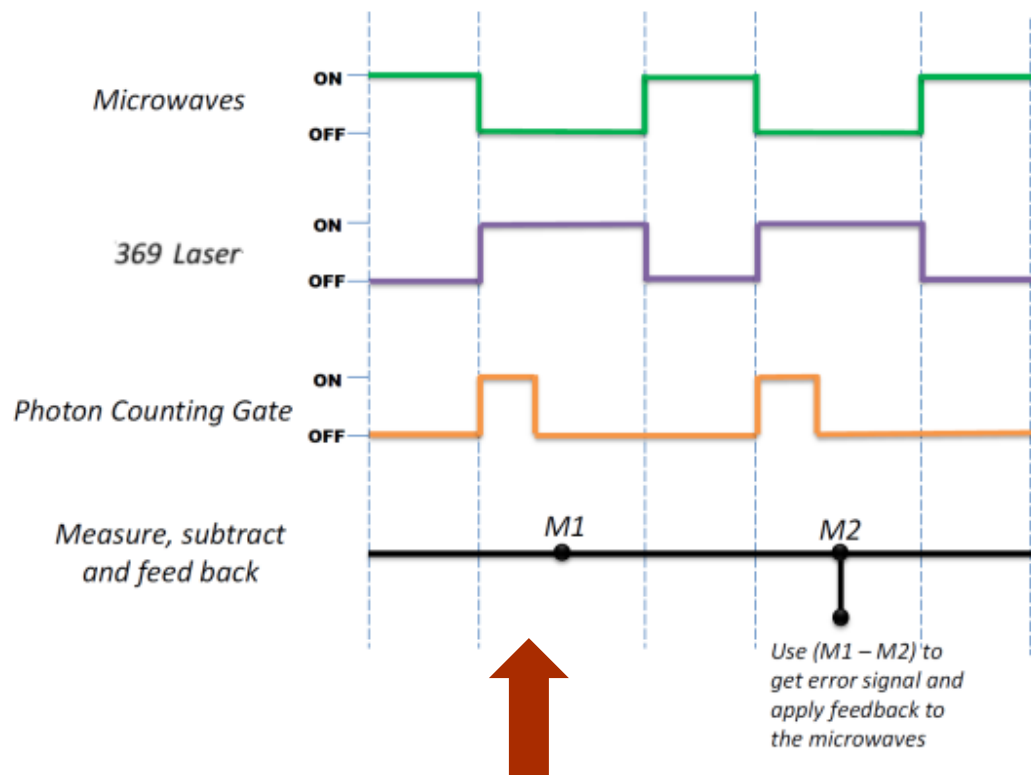 Microwaves
ON
OFF
369 Laser
ON
OFF
Photon Counting Gate
ON
OFF
Measure, subtract
and feed back
M1
M2
Use (M1 – M2) to
get error signal and
apply feedback to
the microwaves